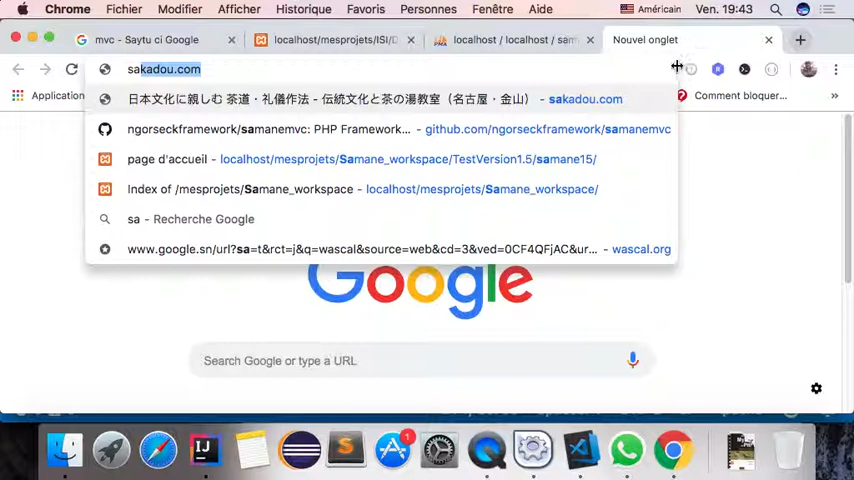 Chrome Fichier Modifier Afficher Historique Favoris Personnes Fenêtre Aide Américain Ven. 19:43
mvc - Saytu ci Google localhost/mesprojets/ISI/D localhost / localhost / sam Nouvel onglet
sakadou.com
Application Comment bloquer...
日本文化に親しむ 茶道・礼儀作法 - 伝統文化と茶の湯教室（名古屋・金山） - sakadou.com
ngorseckframework/samanemvc: PHP Framework... - github.com/ngorseckframework/samanemvc
page d'accueil - localhost/mesprojets/Samane_workspace/TestVersion1.5/samane15/
Index of /mesprojets/Samane_workspace - localhost/mesprojets/Samane_workspace/
sa - Recherche Google
www.google.sn/url?sa=t&rct=j&q=wascal&source=web&cd=3&ved=0CF4QFjAC&ur... - wascal.org
Google
Search Google or type a URL
1